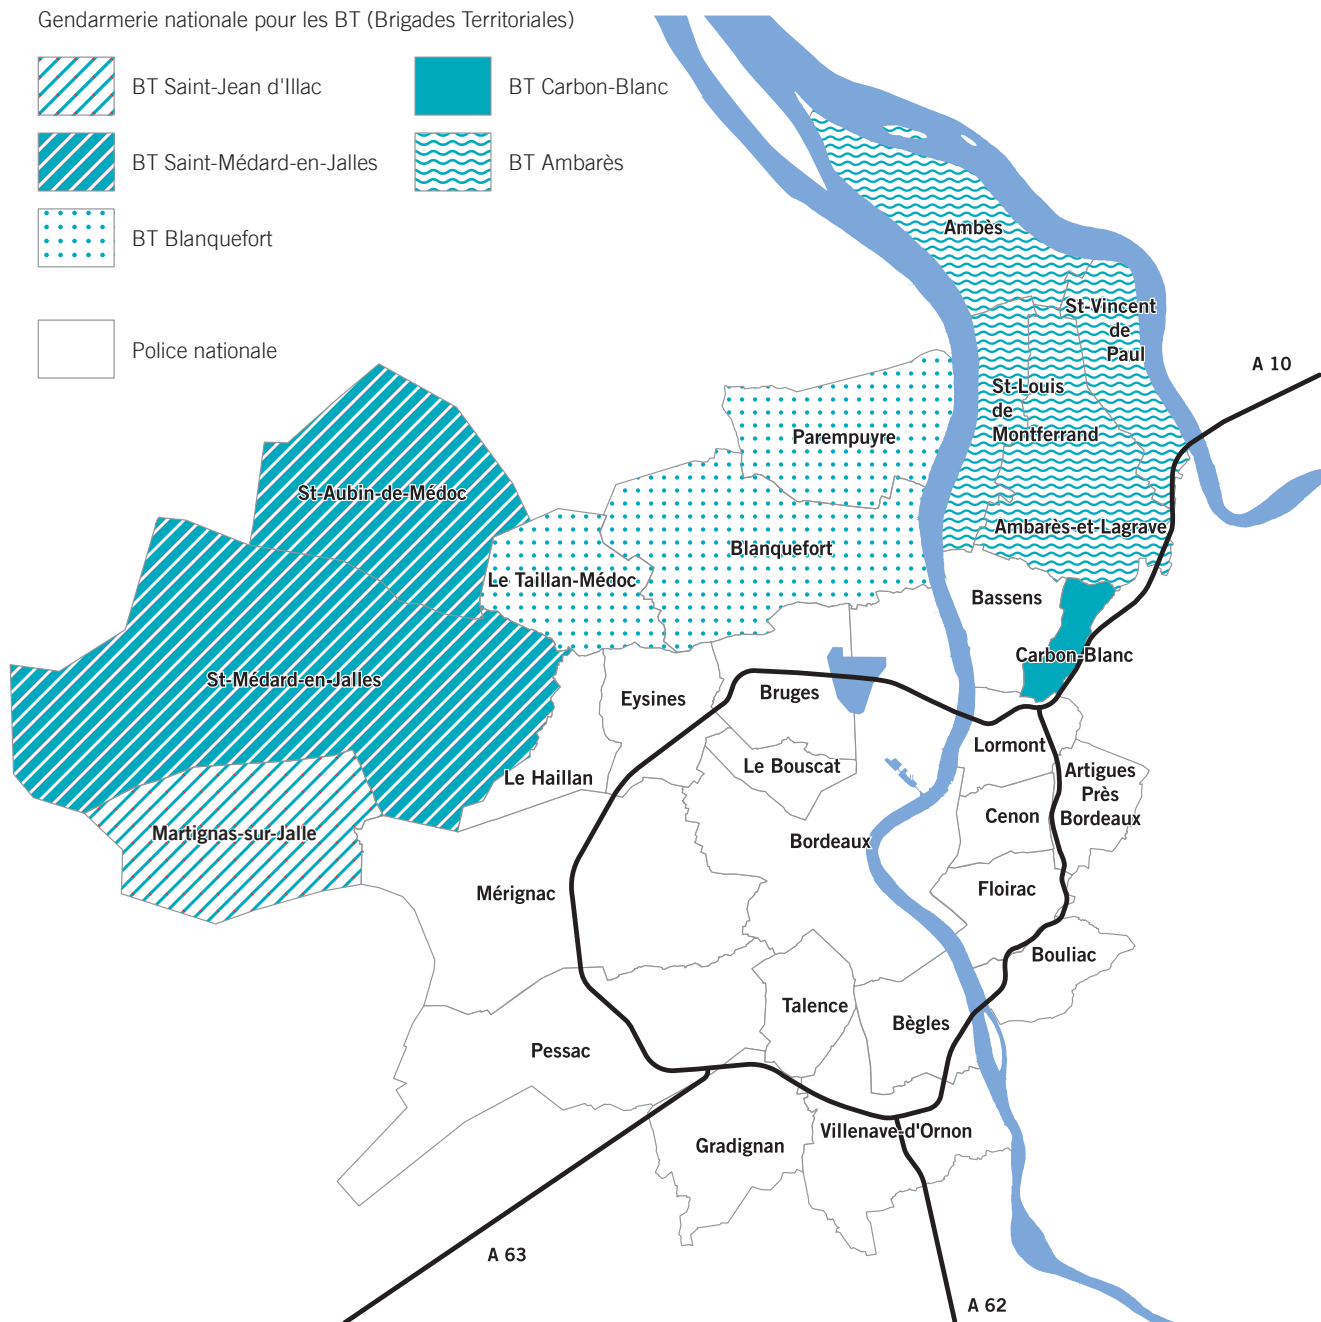 Gendarmerie nationale pour les BT (Brigades Territoriales)
BT Saint-Jean d'Illac
BT Carbon-Blanc
BT Saint-Médard-en-Jalles
BT Ambarès
BT Blanquefort
Police nationale
Ambès
St-Vincent
de
Paul
A 10
St-Louis
de
Montferrand
Parempuyre
St-Aubin-de-Médoc
Ambarès-et-Lagrave
Blanquefort
Le Taillan-Médoc
Bassens
Carbon-Blanc
St-Médard-en-Jalles
Eysines
Bruges
Lormont
Le Bouscat
Le Haillan
Artigues
Près
Bordeaux
Cenon
Martignas-sur-Jalle
Bordeaux
Mérignac
Floirac
Bouliac
Talence
Bègles
Pessac
Villenave-d'Ornon
Gradignan
A 63
A 62